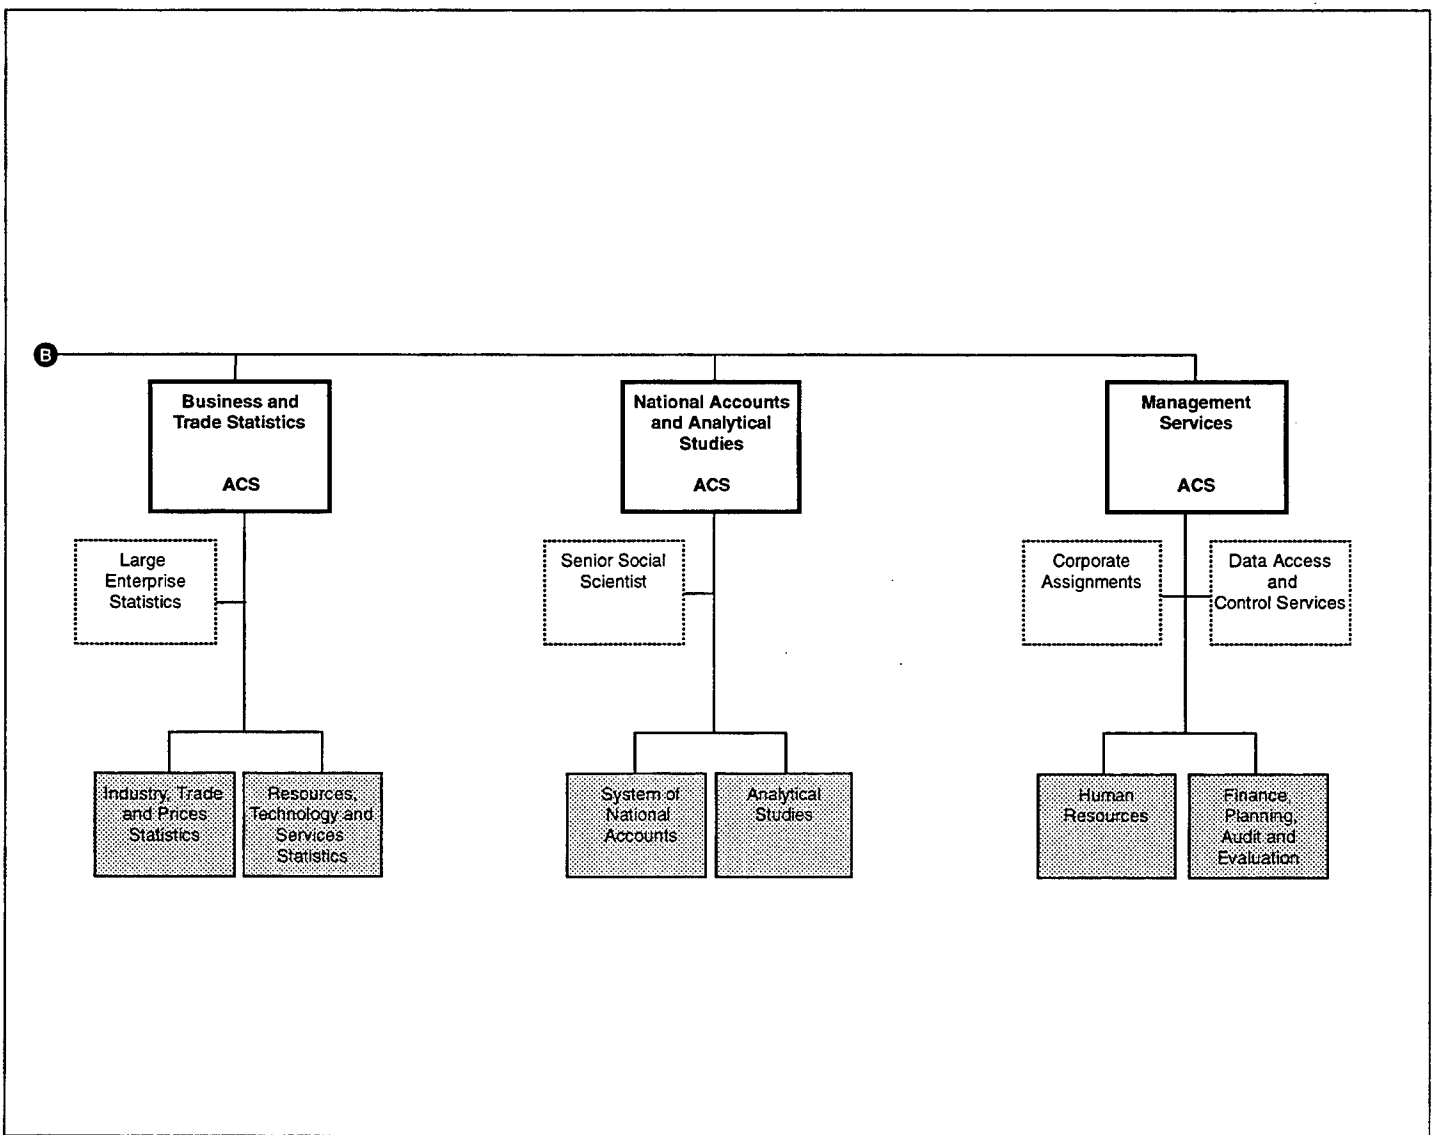 B
Business and
Trade Statistics
ACS
National Accounts
and Analytical
Studies
ACS
Management
Services
ACS
Large
Enterprise
Statistics
Senior Social
Scientist
Corporate
Assignments
Data Access
and
Control Services
Industry, Trade
and Prices
Statistics
Resources,
Technology and
Services
Statistics
System of
National
Accounts
Analytical
Studies
Human
Resources
Finance,
Planning,
Audit and
Evaluation